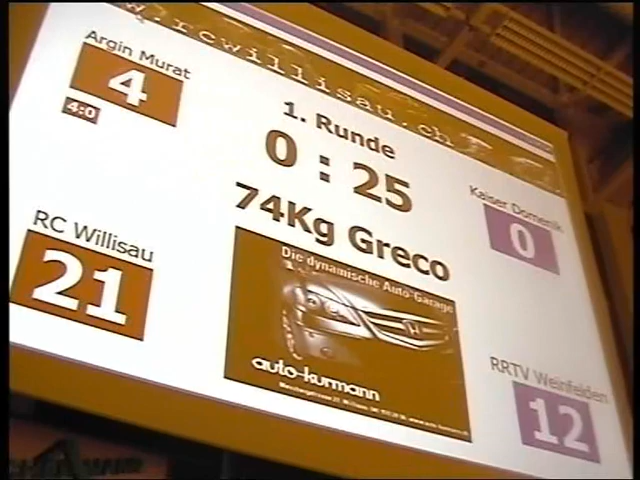 www.rcwillisau.ch
Argin Murat
4
4:0
1. Runde
0 : 25
74Kg Greco
Kaiser Domenik
0
RC Willisau
21
Die dynamische Auto-Garage
auto-kurmann
RRTV Weinfelden
12